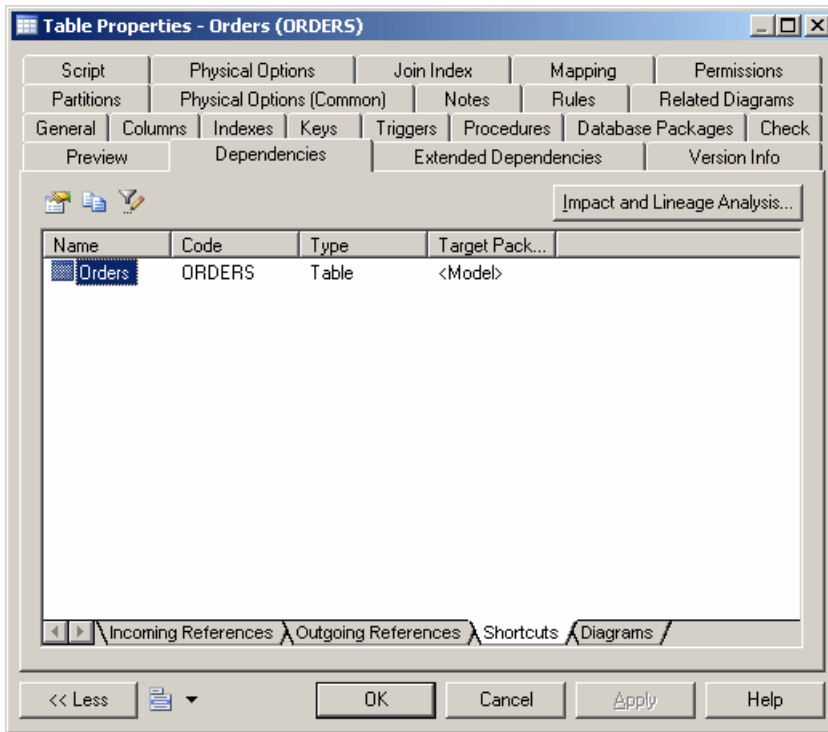 Table Properties - Orders (ORDERS)
Script Physical Options Join Index Mapping Permissions
Partitions Physical Options (Common) Notes Rules Related Diagrams
General Columns Indexes Keys Triggers Procedures Database Packages Check
Preview Dependencies Extended Dependencies Version Info
Impact and Lineage Analysis...
Name Code Type Target Pack...
Orders ORDERS Table <Model>
Incoming References Outgoing References Shortcuts Diagrams
<< Less OK Cancel Apply Help